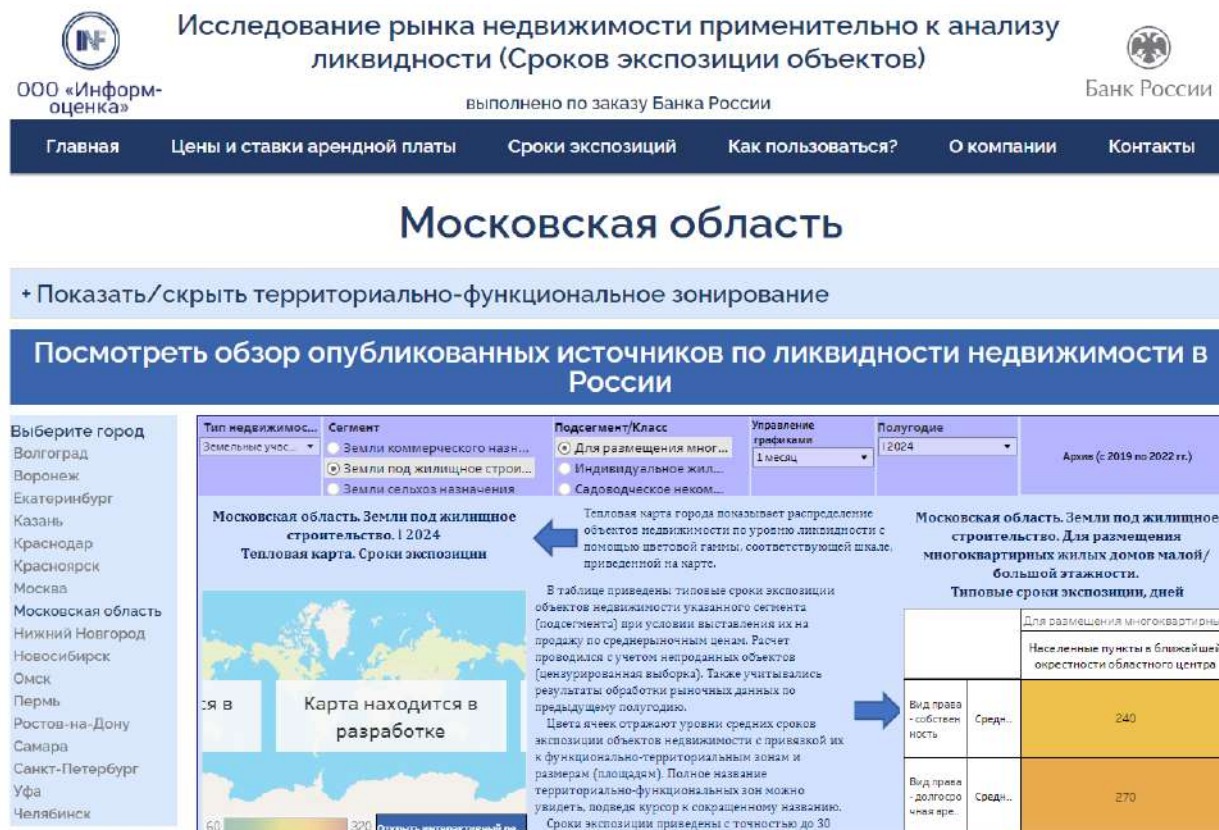 Исследование рынка недвижимости применительно к анализу
ликвидности (Сроков экспозиции объектов)
выполнено по заказу Банка России
INF
ООО «Информ-
оценка»
Банк России
Главная Цены и ставки арендной платы Сроки экспозиций Как пользоваться? О компании Контакты
Московская область
+ Показать/скрыть территориально-функциональное зонирование
Посмотреть обзор опубликованных источников по ликвидности недвижимости в
России
Выберите город
Волгоград
Воронеж
Екатеринбург
Казань
Краснодар
Красноярск
Москва
Московская область
Нижний Новгород
Новосибирск
Омск
Пермь
Ростов-на-Дону
Самара
Санкт-Петербург
Уфа
Челябинск
Тип недвижимос...
Земельные учас...
Сегмент
Земли коммерческого назн...
Земли под жилищное строи...
Земли сельхоз назначения
Подсегмент/Класс
Для размещения мног...
Индивидуальное жил...
Садоводческое неком...
Управление
графиками
1 месяц
Полугодие
I 2024
Архив (с 2019 по 2022 гг.)
Московская область. Земли под жилищное
строительство. I 2024
Тепловая карта. Сроки экспозиции
Тепловая карта города показывает распределение
объектов недвижимости по уровню ликвидности с
помощью цветовой гаммы, соответствующей шкале,
приведенной на карте.
я в
Карта находится в
разработке
60
320
Открыть интерактивный ре
В таблице приведены типовые сроки экспозиции
объектов недвижимости указанного сегмента
(подсегмента) при условии выставления их на
продажу по среднерыночным ценам. Расчет
проводился с учетом непроданных объектов
(цензурированная выборка). Также учитывались
результаты обработки рыночных данных по
предыдущему полугодию.
Цвета ячеек отражают уровни средних сроков
экспозиции объектов недвижимости с привязкой их
к функционально-территориальным зонам и
размерам (площадям). Полное название
территориально-функциональных зон можно
увидеть, подведя курсор к сокращенному названию.
Сроки экспозиции приведены с точностью до 30
Московская область. Земли под жилищное
строительство. Для размещения
многоквартирных жилых домов малой/
большой этажности.
Типовые сроки экспозиции, дней
Для размещения многоквартирны
Населенные пункты в ближайшей
окрестности областного центра
Вид права
- собствен
ность
Средн..
240
Вид права
- долгосро
чная аре..
Средн..
270